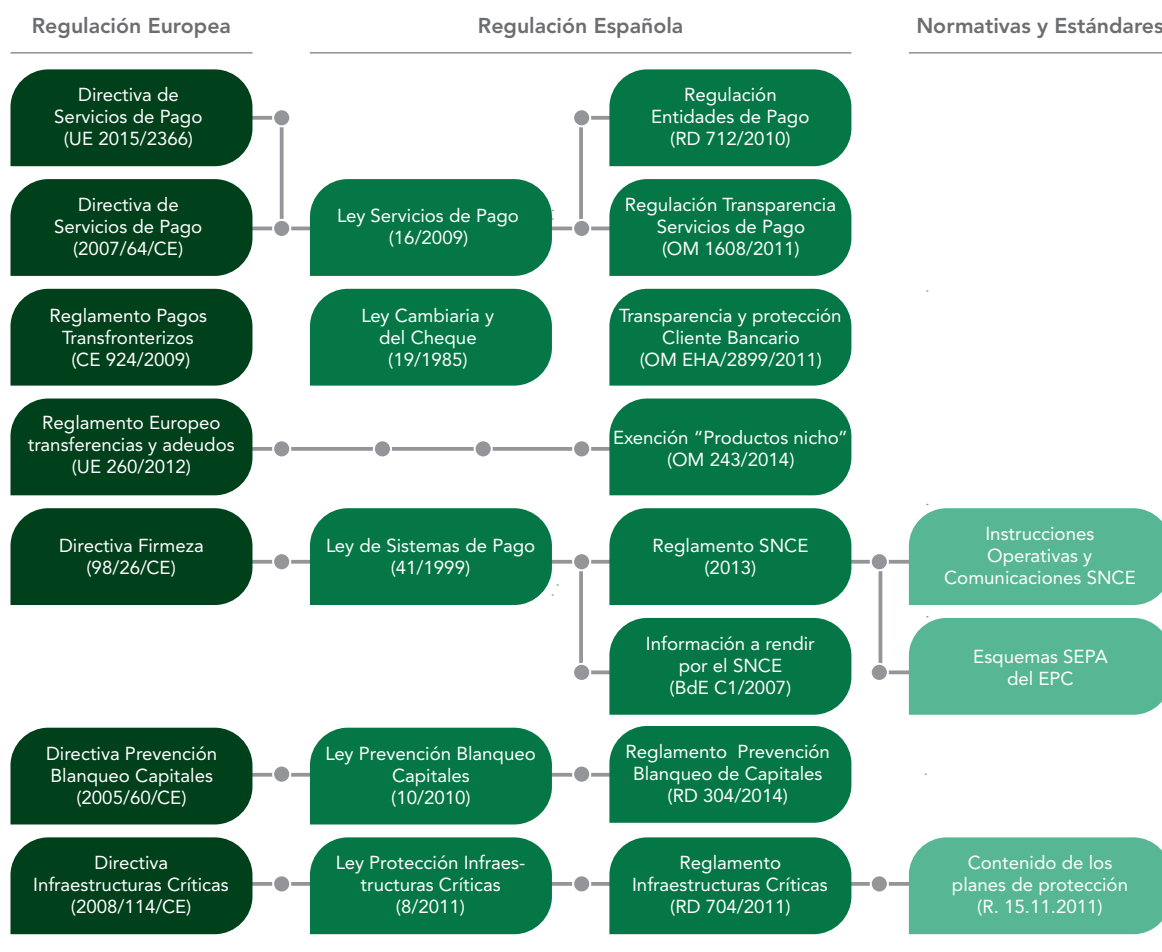 Regulación Europea
Regulación Española
Normativas y Estándares
Directiva de
Servicios de Pago
(UE 2015/2366)
Regulación
Entidades de Pago
(RD 712/2010)
Directiva de
Servicios de Pago
(2007/64/CE)
Ley Servicios de Pago
(16/2009)
Regulación Transparencia
Servicios de Pago
(OM 1608/2011)
Reglamento Pagos
Transfronterizos
(CE 924/2009)
Ley Cambiaria y
del Cheque
(19/1985)
Transparencia y protección
Cliente Bancario
(OM EHA/2899/2011)
Reglamento Europeo
transferencias y adeudos
(UE 260/2012)
Exención “Productos nicho”
(OM 243/2014)
Directiva Firmeza
(98/26/CE)
Ley de Sistemas de Pago
(41/1999)
Reglamento SNCE
(2013)
Instrucciones
Operativas y
Comunicaciones SNCE
Información a rendir
por el SNCE
(BdE C1/2007)
Esquemas SEPA
del EPC
Directiva Prevención
Blanqueo Capitales
(2005/60/CE)
Ley Prevención Blanqueo
Capitales
(10/2010)
Reglamento Prevención
Blanqueo de Capitales
(RD 304/2014)
Directiva
Infraestructuras Críticas
(2008/114/CE)
Ley Protección Infraes-
tructuras Críticas
(8/2011)
Reglamento
Infraestructuras Críticas
(RD 704/2011)
Contenido de los
planes de protección
(R. 15.11.2011)